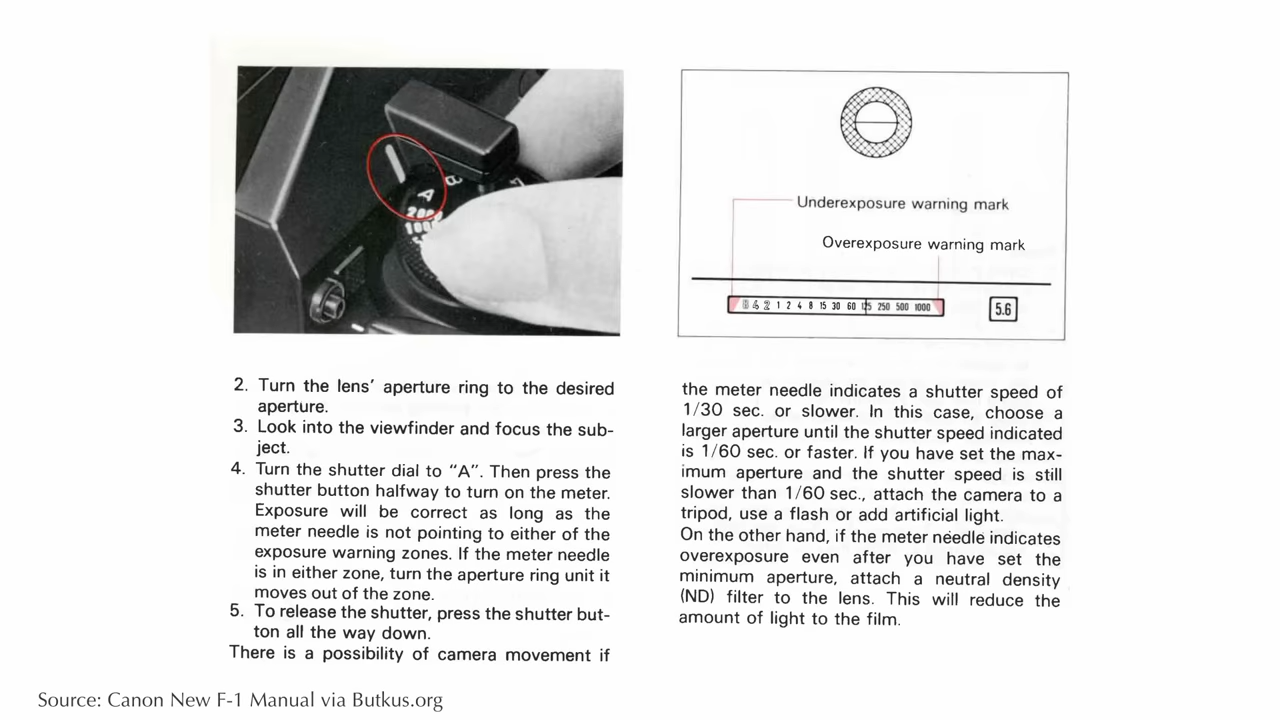 B
A
2000
1000
Underexposure warning mark
Overexposure warning mark
8 4 2 1 2 4 8 15 30 60 125 250 500 1000
5.6
2. Turn the lens’ aperture ring to the desired
aperture.
3. Look into the viewfinder and focus the sub-
ject.
4. Turn the shutter dial to “A”. Then press the
shutter button halfway to turn on the meter.
Exposure will be correct as long as the
meter needle is not pointing to either of the
exposure warning zones. If the meter needle
is in either zone, turn the aperture ring unit it
moves out of the zone.
5. To release the shutter, press the shutter but-
ton all the way down.
There is a possibility of camera movement if
the meter needle indicates a shutter speed of
1/30 sec. or slower. In this case, choose a
larger aperture until the shutter speed indicated
is 1/60 sec. or faster. If you have set the max-
imum aperture and the shutter speed is still
slower than 1/60 sec., attach the camera to a
tripod, use a flash or add artificial light.
On the other hand, if the meter needle indicates
overexposure even after you have set the
minimum aperture, attach a neutral density
(ND) filter to the lens. This will reduce the
amount of light to the film.
Source: Canon New F-1 Manual via Butkus.org